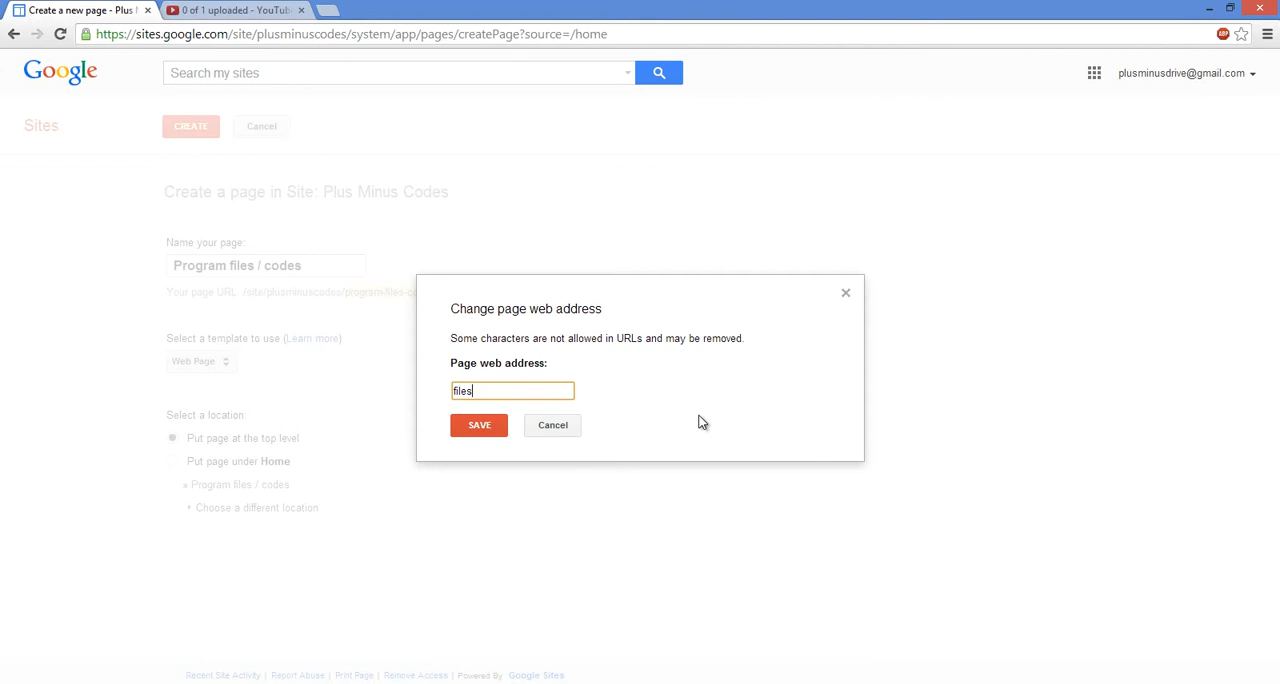 Create a new page - Plus M
0 of 1 uploaded - YouTub
https://sites.google.com/site/plusminuscodes/system/app/pages/createPage?source=/home
ABP
Google
Search my sites
plusminusdrive@gmail.com
Sites
CREATE
Cancel
Create a page in Site: Plus Minus Codes
Name your page:
Program files / codes
Your page URL: /site/plusminuscodes/program-files-co
Select a template to use (Learn more)
Web Page
Select a location:
Put page at the top level
Put page under Home
» Program files / codes
Choose a different location
Change page web address
Some characters are not allowed in URLs and may be removed.
Page web address:
files
SAVE
Cancel
Recent Site Activity | Report Abuse | Print Page | Remove Access | Powered By Google Sites